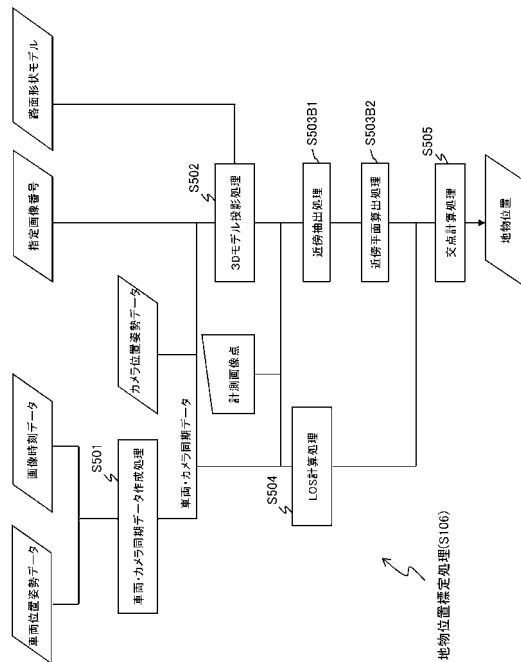 車両位置姿勢データ
画像時刻データ
指定画像番号
路面形状モデル
S501
車両・カメラ同期データ作成処理
カメラ位置姿勢データ
車両・カメラ同期データ
S502
3Dモデル投影処理
計測画像点
S503B1
近傍抽出処理
S504
LOS計算処理
S503B2
近傍平面算出処理
S505
交点計算処理
地物位置
地物位置標定処理(S106)